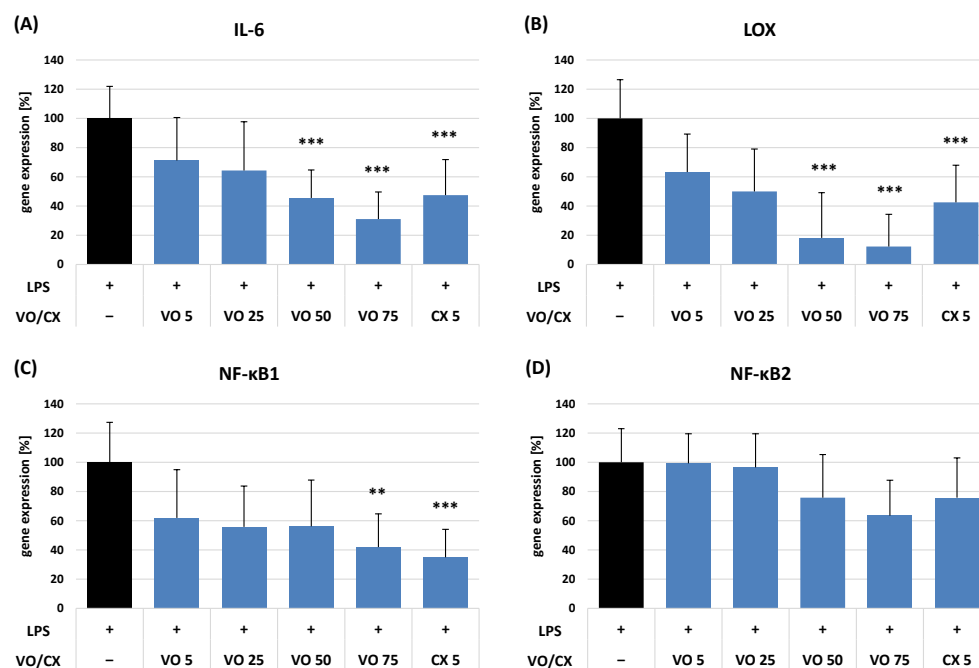 (A)
IL-6
gene expression [%]
140
120
100
80
60
40
20
0
***
***
***
LPS + + + + + +
VO/CX – VO 5 VO 25 VO 50 VO 75 CX 5
(B)
LOX
gene expression [%]
140
120
100
80
60
40
20
0
***
***
***
LPS + + + + + +
VO/CX – VO 5 VO 25 VO 50 VO 75 CX 5
(C)
NF-κB1
gene expression [%]
140
120
100
80
60
40
20
0
**
***
LPS + + + + + +
VO/CX – VO 5 VO 25 VO 50 VO 75 CX 5
(D)
NF-κB2
gene expression [%]
140
120
100
80
60
40
20
0
LPS + + + + + +
VO/CX – VO 5 VO 25 VO 50 VO 75 CX 5